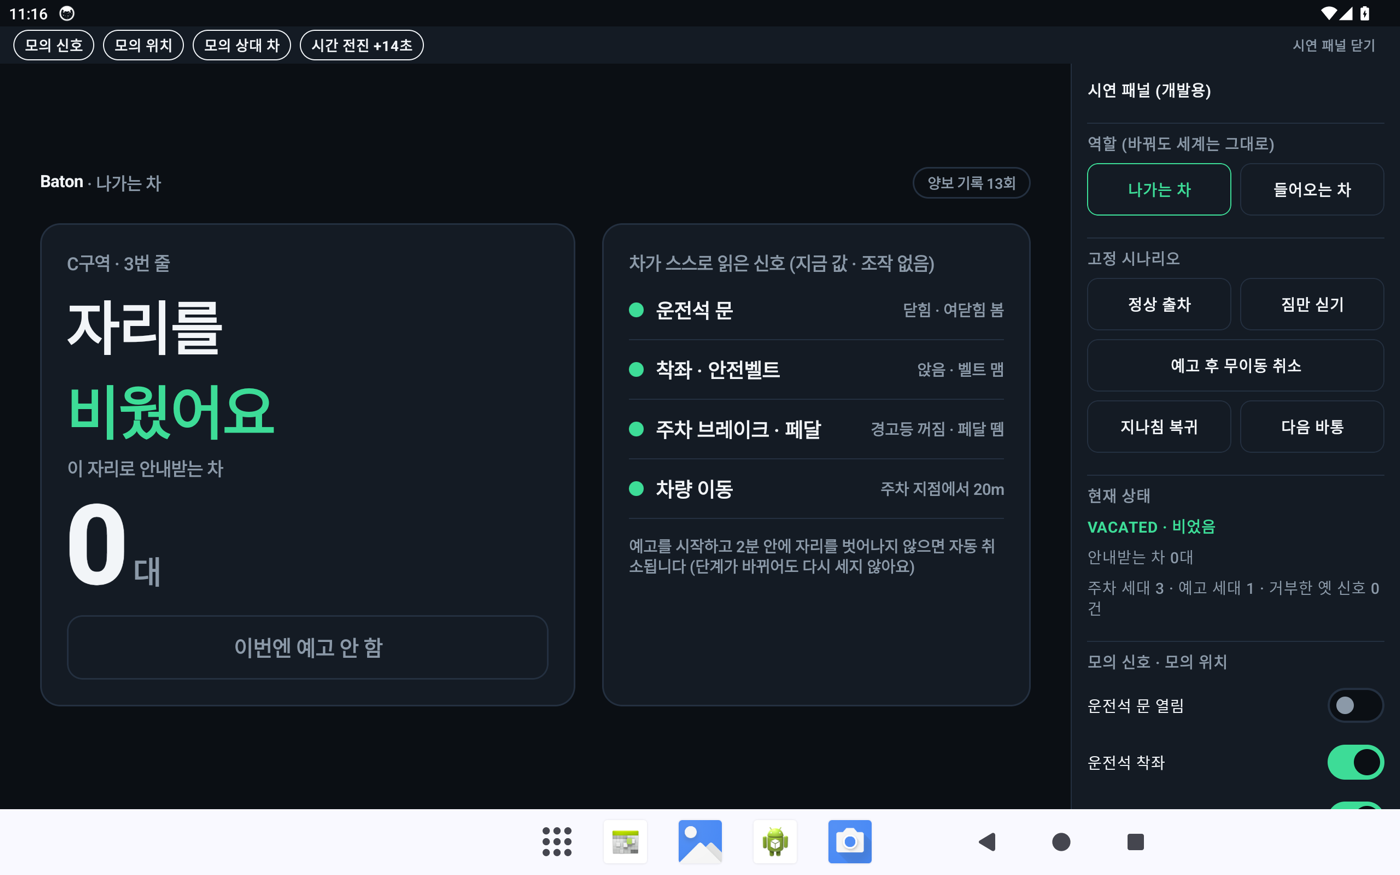 11:16
모의 신호 모의 위치 모의 상대 차 시간 전진 +14초 시연 패널 닫기
Baton · 나가는 차 양보 기록 13회
C구역 · 3번 줄
자리를
비웠어요
이 자리로 안내받는 차
0 대
이번엔 예고 안 함
차가 스스로 읽은 신호 (지금 값 · 조작 없음)
운전석 문 닫힘 · 여닫힘 봄
착좌 · 안전벨트 앉음 · 벨트 맴
주차 브레이크 · 페달 경고등 꺼짐 · 페달 뗌
차량 이동 주차 지점에서 20m
예고를 시작하고 2분 안에 자리를 벗어나지 않으면 자동 취
소됩니다 (단계가 바뀌어도 다시 세지 않아요)
시연 패널 (개발용)
역할 (바꿔도 세계는 그대로)
나가는 차 들어오는 차
고정 시나리오
정상 출차 짐만 싣기
예고 후 무이동 취소
지나침 복귀 다음 바통
현재 상태
VACATED · 비었음
안내받는 차 0대
주차 세대 3 · 예고 세대 1 · 거부한 옛 신호 0
건
모의 신호 · 모의 위치
운전석 문 열림
운전석 착좌